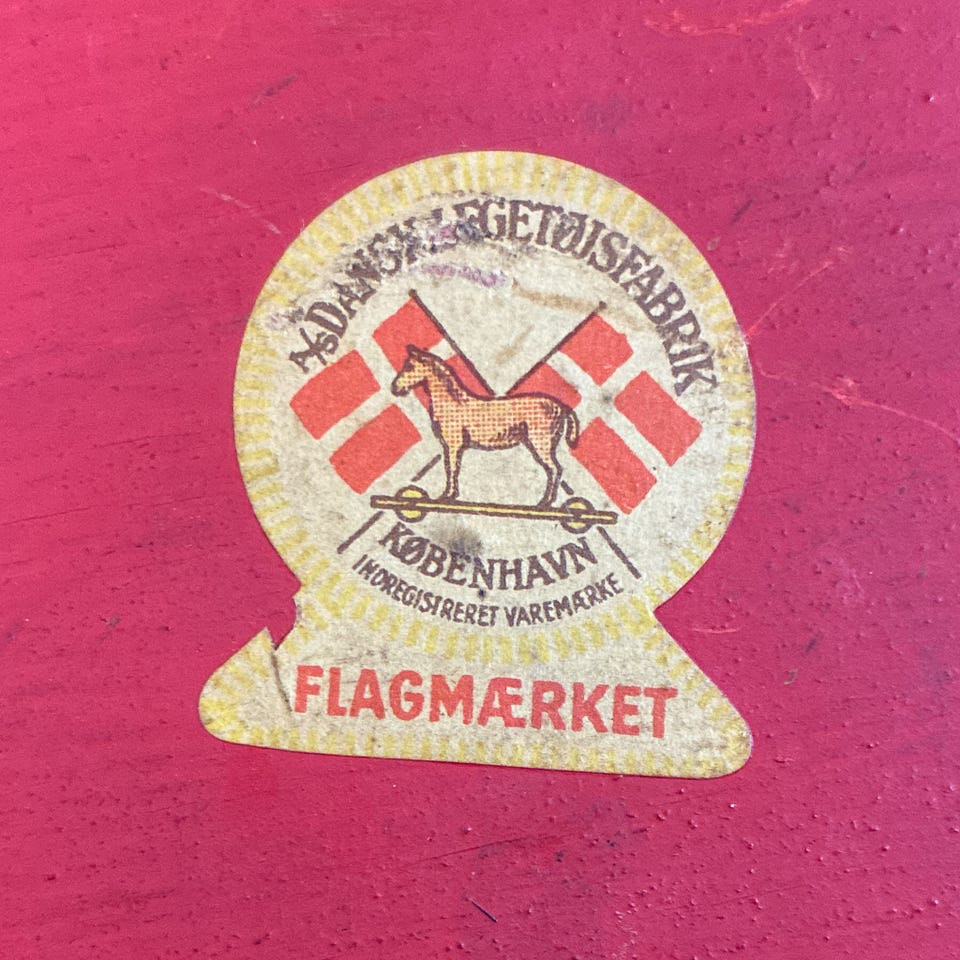 A/S DANSK LEGETØJSFABRIK
KØBENHAVN
INDREGISTRERET VAREMÆRKE
FLAGMÆRKET